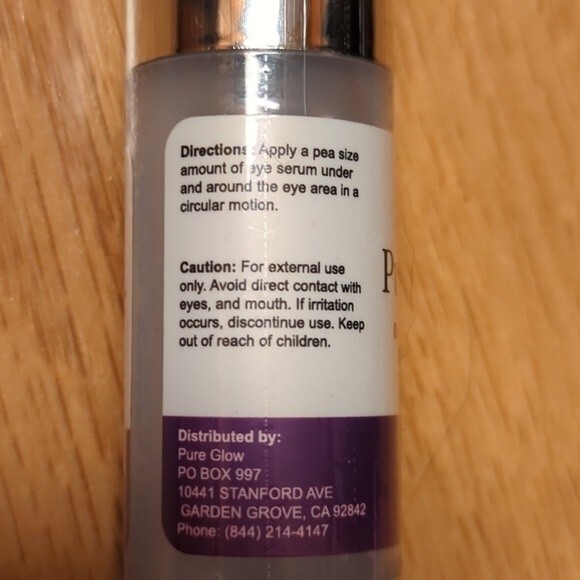 Directions: Apply a pea size
amount of eye serum under
and around the eye area in a
circular motion.
Caution: For external use
only. Avoid direct contact with
eyes, and mouth. If irritation
occurs, discontinue use. Keep
out of reach of children.
Distributed by:
Pure Glow
PO BOX 997
10441 STANFORD AVE
GARDEN GROVE, CA 92842
Phone: (844) 214-4147